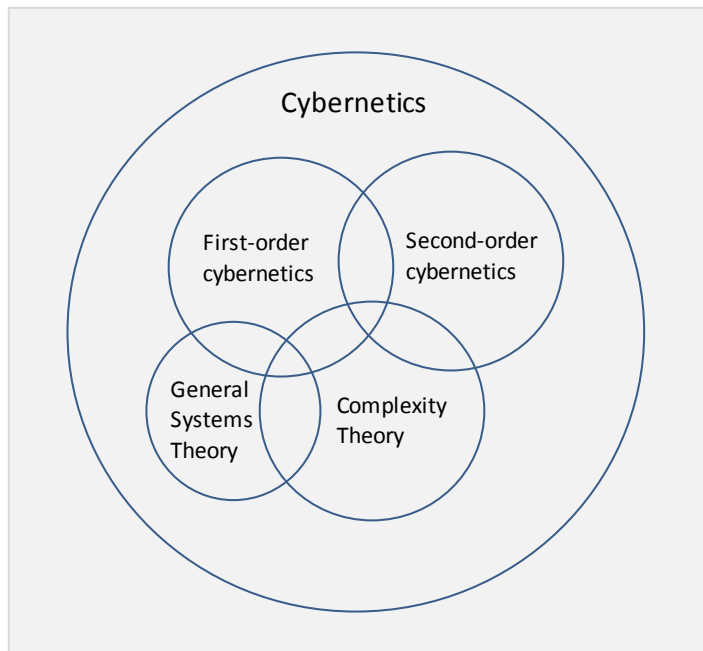 Cybernetics
First-order
cybernetics
Second-order
cybernetics
General
Systems
Theory
Complexity
Theory